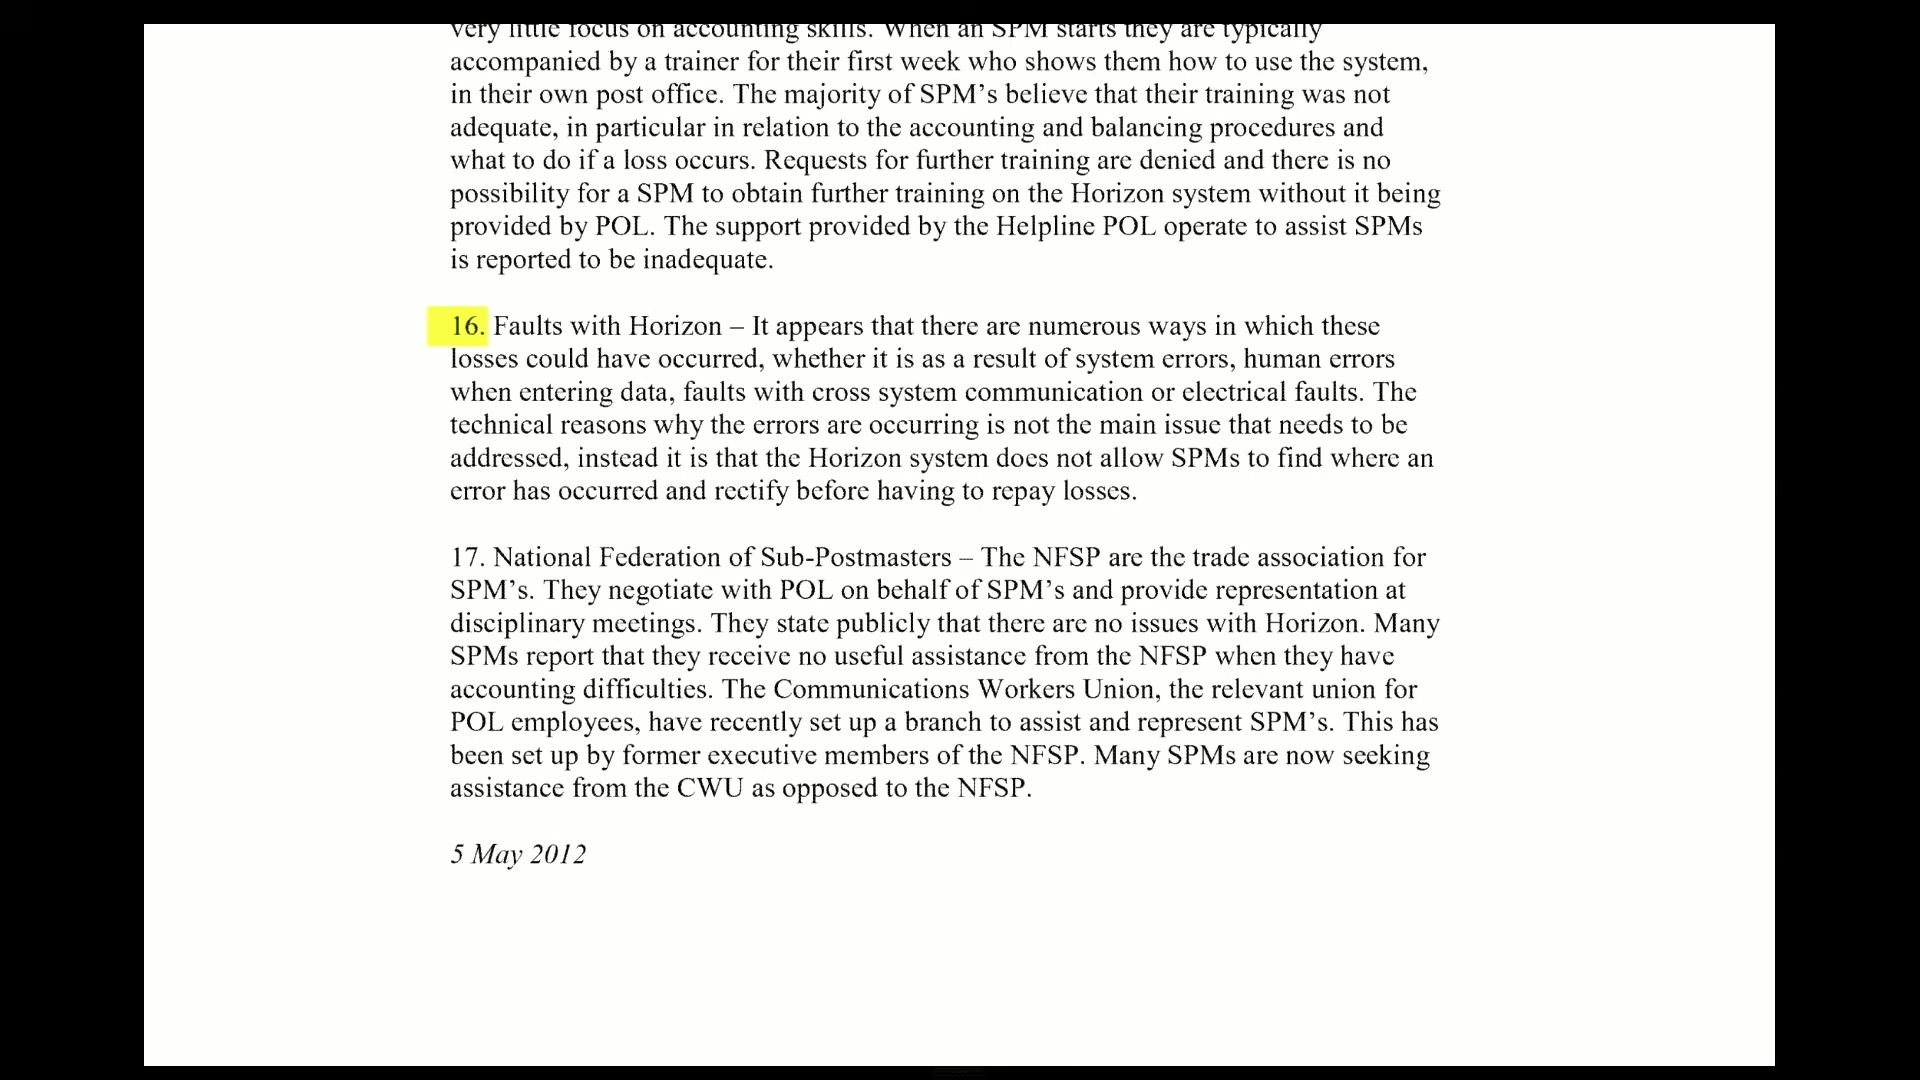 very little focus on accounting skills. When an SPM starts they are typically
accompanied by a trainer for their first week who shows them how to use the system,
in their own post office. The majority of SPM’s believe that their training was not
adequate, in particular in relation to the accounting and balancing procedures and
what to do if a loss occurs. Requests for further training are denied and there is no
possibility for a SPM to obtain further training on the Horizon system without it being
provided by POL. The support provided by the Helpline POL operate to assist SPMs
is reported to be inadequate.
16. Faults with Horizon – It appears that there are numerous ways in which these
losses could have occurred, whether it is as a result of system errors, human errors
when entering data, faults with cross system communication or electrical faults. The
technical reasons why the errors are occurring is not the main issue that needs to be
addressed, instead it is that the Horizon system does not allow SPMs to find where an
error has occurred and rectify before having to repay losses.
17. National Federation of Sub-Postmasters – The NFSP are the trade association for
SPM’s. They negotiate with POL on behalf of SPM’s and provide representation at
disciplinary meetings. They state publicly that there are no issues with Horizon. Many
SPMs report that they receive no useful assistance from the NFSP when they have
accounting difficulties. The Communications Workers Union, the relevant union for
POL employees, have recently set up a branch to assist and represent SPM’s. This has
been set up by former executive members of the NFSP. Many SPMs are now seeking
assistance from the CWU as opposed to the NFSP.
5 May 2012